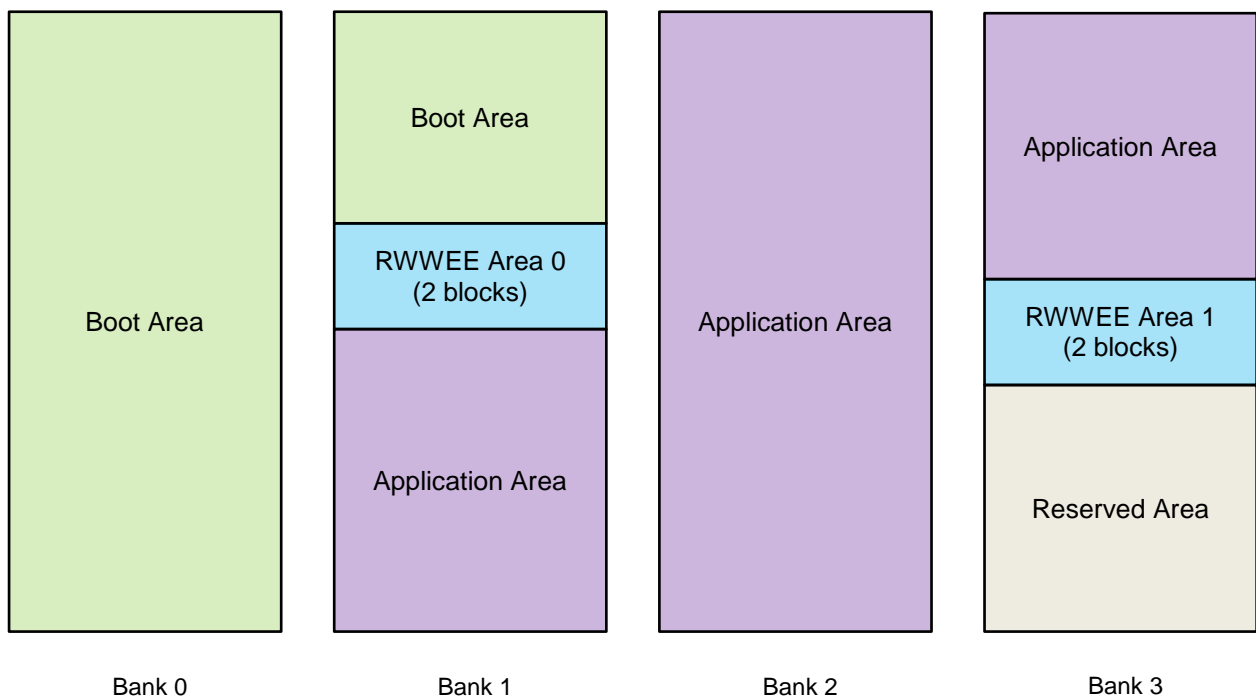 Boot Area
Bank 0
Boot Area
RWWEE Area 0
(2 blocks)
Application Area
Bank 1
Application Area
Bank 2
Application Area
RWWEE Area 1
(2 blocks)
Reserved Area
Bank 3